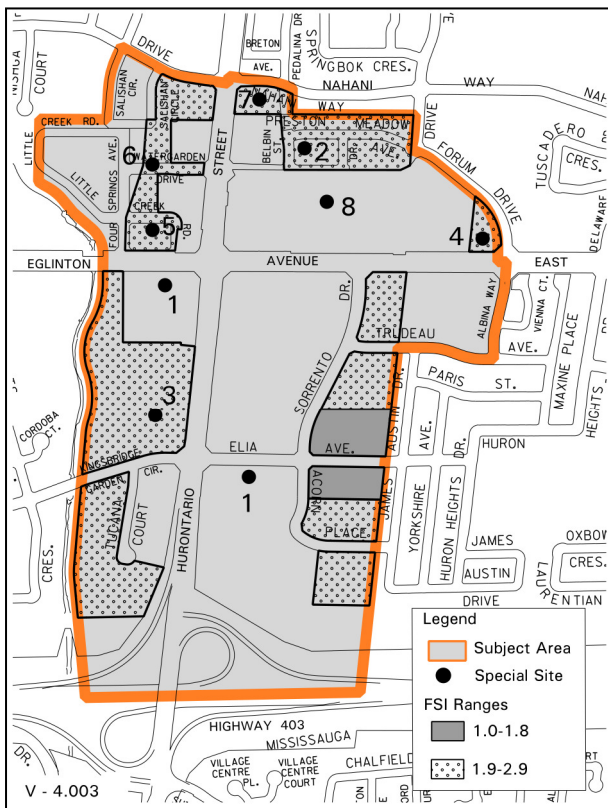 NISHGA COURT
DRIVE
BRETON AVE.
PEDALINA DR
SPRINGBOK CRES.
NAHANI WAY
NAH
SALISHAN CIR.
SALISHAN CIRCLE
7
NAHANI WAY
PRESTON MEADOW AVE.
DRIVE
CREEK RD.
LITTLE
STREET
BELBIN ST.
2
DR.
FORUM DRIVE
TUSCADERO CRES.
DELAWARE
6
WATERGARDEN DRIVE
SPRINGS AVE.
LITTLE CREEK RD.
FOUR
5
8
4
EGLINTON AVENUE EAST
1
DR.
ALBINA WAY
VIENNA CT.
TRUDEAU AVE.
MAXINE PLACE
HEIGHTS
SORRENTO
PARIS ST.
DR.
3
CORDOBA CT.
AUSTIN
AVE.
DR.
HURON
ELIA AVE.
KINGSBRIDGE
GARDEN CIR.
1
ACORN
PLACE
JAMES
YORKSHIRE
HURON HEIGHTS
TUCANA COURT
HURONTARIO
CRES.
JAMES
AUSTIN
DRIVE
OXBOW
CRES.
LAURENTIAN
Legend
Subject Area
Special Site
FSI Ranges
1.0-1.8
1.9-2.9
HIGHWAY 403
MISSISSAUGA
DR.
VILLAGE CENTRE PL.
VILLAGE CENTRE COURT
CHALFIELD
RT
V - 4.003